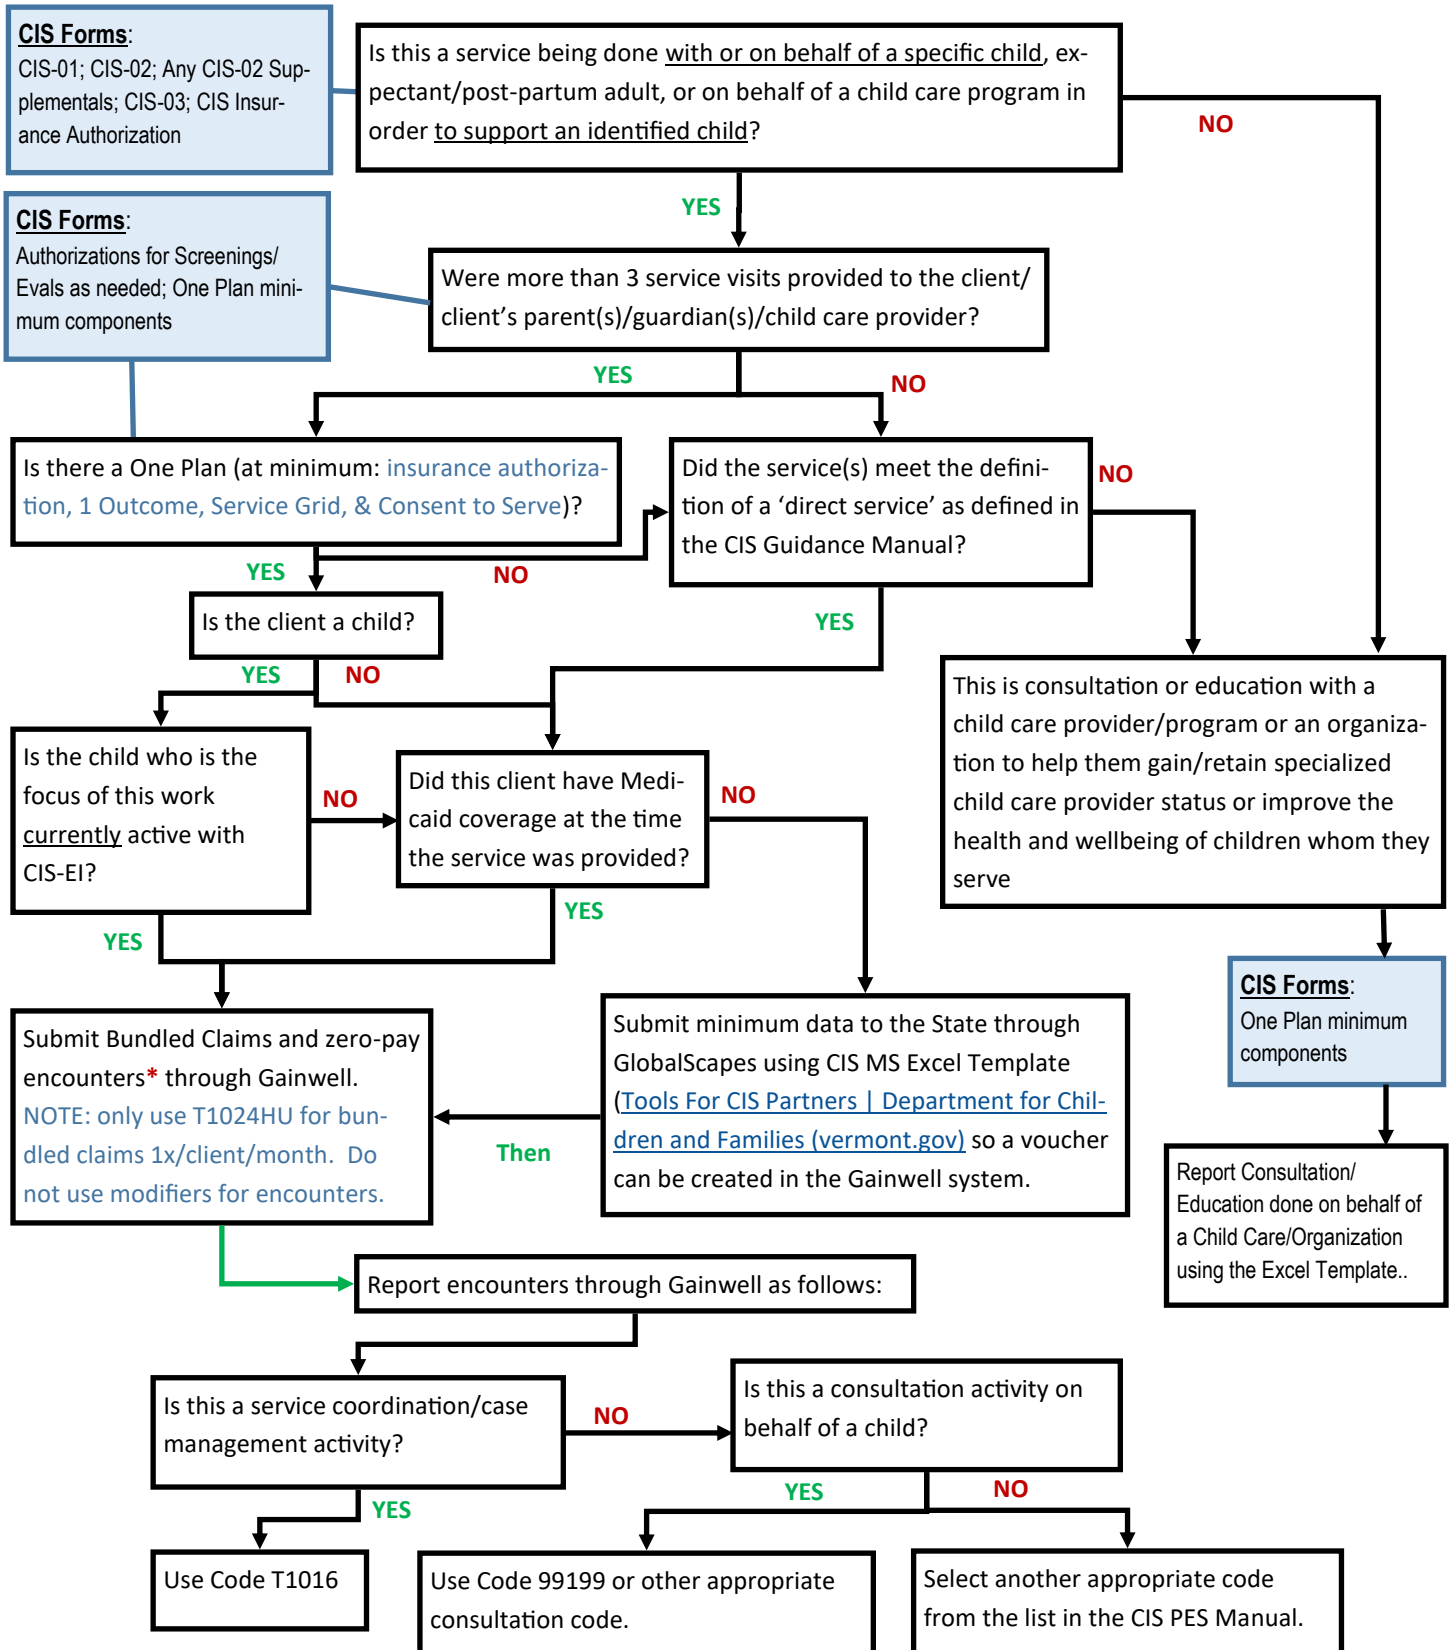 CIS Forms:
CIS-01; CIS-02; Any CIS-02 Sup-
plementals; CIS-03; CIS Insur-
ance Authorization
Is this a service being done with or on behalf of a specific child, ex-
pectant/post-partum adult, or on behalf of a child care program in
order to support an identified child?
NO
YES
CIS Forms:
Authorizations for Screenings/
Evals as needed; One Plan mini-
mum components
Were more than 3 service visits provided to the client/
client's parent(s)/guardian(s)/child care provider?
YES
NO
Is there a One Plan (at minimum: insurance authoriza-
tion, 1 Outcome, Service Grid, & Consent to Serve)?
Did the service(s) meet the defini-
tion of a 'direct service' as defined in
the CIS Guidance Manual?
NO
YES
NO
YES
Is the client a child?
YES
NO
This is consultation or education with a
child care provider/program or an organiza-
tion to help them gain/retain specialized
child care provider status or improve the
health and wellbeing of children whom they
serve
Is the child who is the
focus of this work
currently active with
CIS-EI?
NO
Did this client have Medi-
caid coverage at the time
the service was provided?
NO
YES
YES
CIS Forms:
One Plan minimum
components
Submit Bundled Claims and zero-pay
encounters* through Gainwell.
NOTE: only use T1024HU for bun-
dled claims 1x/client/month.  Do
not use modifiers for encounters.
Then
Submit minimum data to the State through
GlobalScapes using CIS MS Excel Template
(Tools For CIS Partners | Department for Chil-
dren and Families (vermont.gov) so a voucher
can be created in the Gainwell system.
Report Consultation/
Education done on behalf of
a Child Care/Organization
using the Excel Template..
Report encounters through Gainwell as follows:
Is this a service coordination/case
management activity?
NO
Is this a consultation activity on
behalf of a child?
YES
YES
NO
Use Code T1016
Use Code 99199 or other appropriate
consultation code.
Select another appropriate code
from the list in the CIS PES Manual.